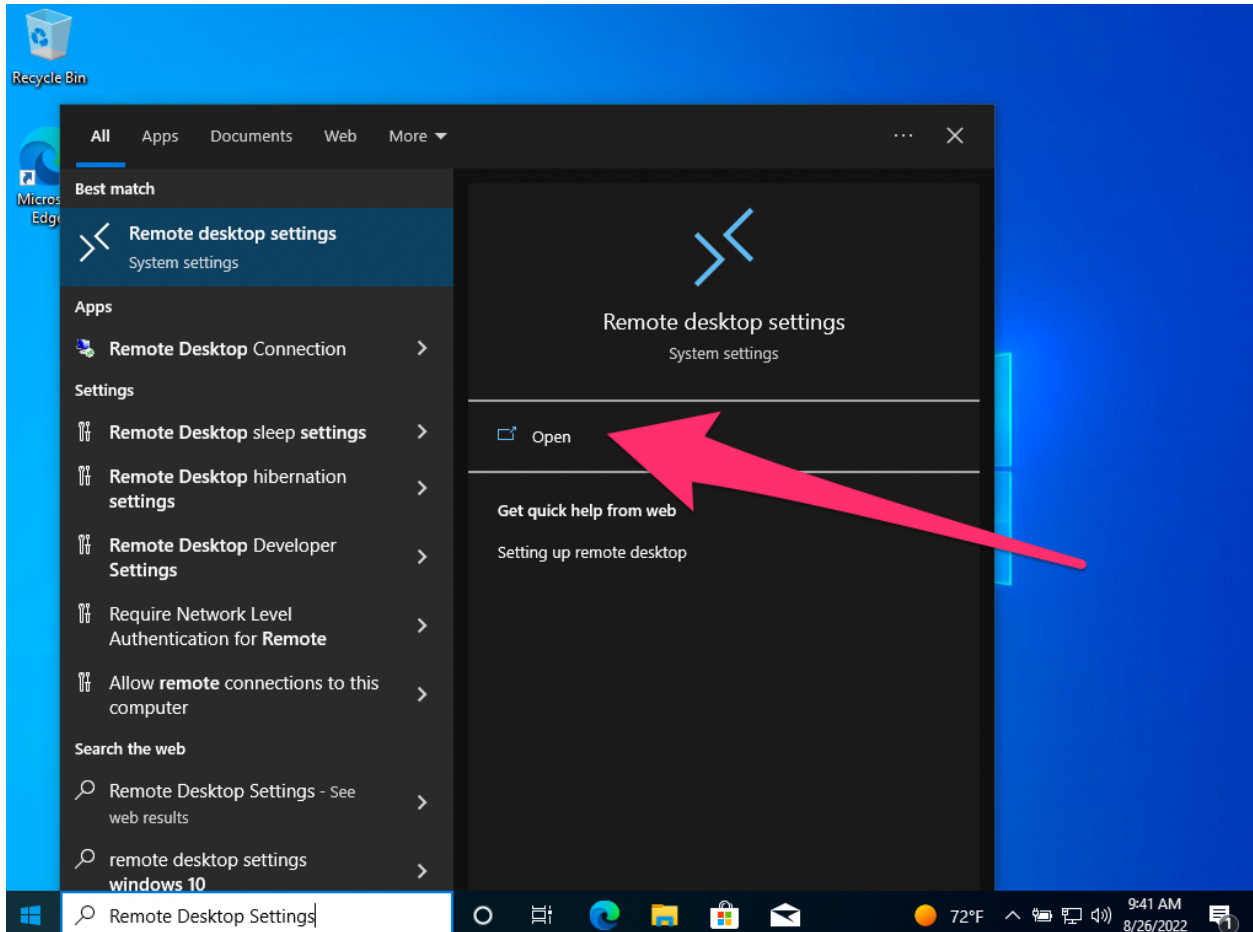 Recycle Bin
Micros
Edge
All Apps Documents Web More
Best match
Remote desktop settings
System settings
Apps
Remote Desktop Connection
Settings
Remote Desktop sleep settings
Remote Desktop hibernation
settings
Remote Desktop Developer
Settings
Require Network Level
Authentication for Remote
Allow remote connections to this
computer
Search the web
Remote Desktop Settings - See
web results
remote desktop settings
windows 10
Remote desktop settings
System settings
Open
Get quick help from web
Setting up remote desktop
Remote Desktop Settings
72°F
9:41 AM
8/26/2022
1